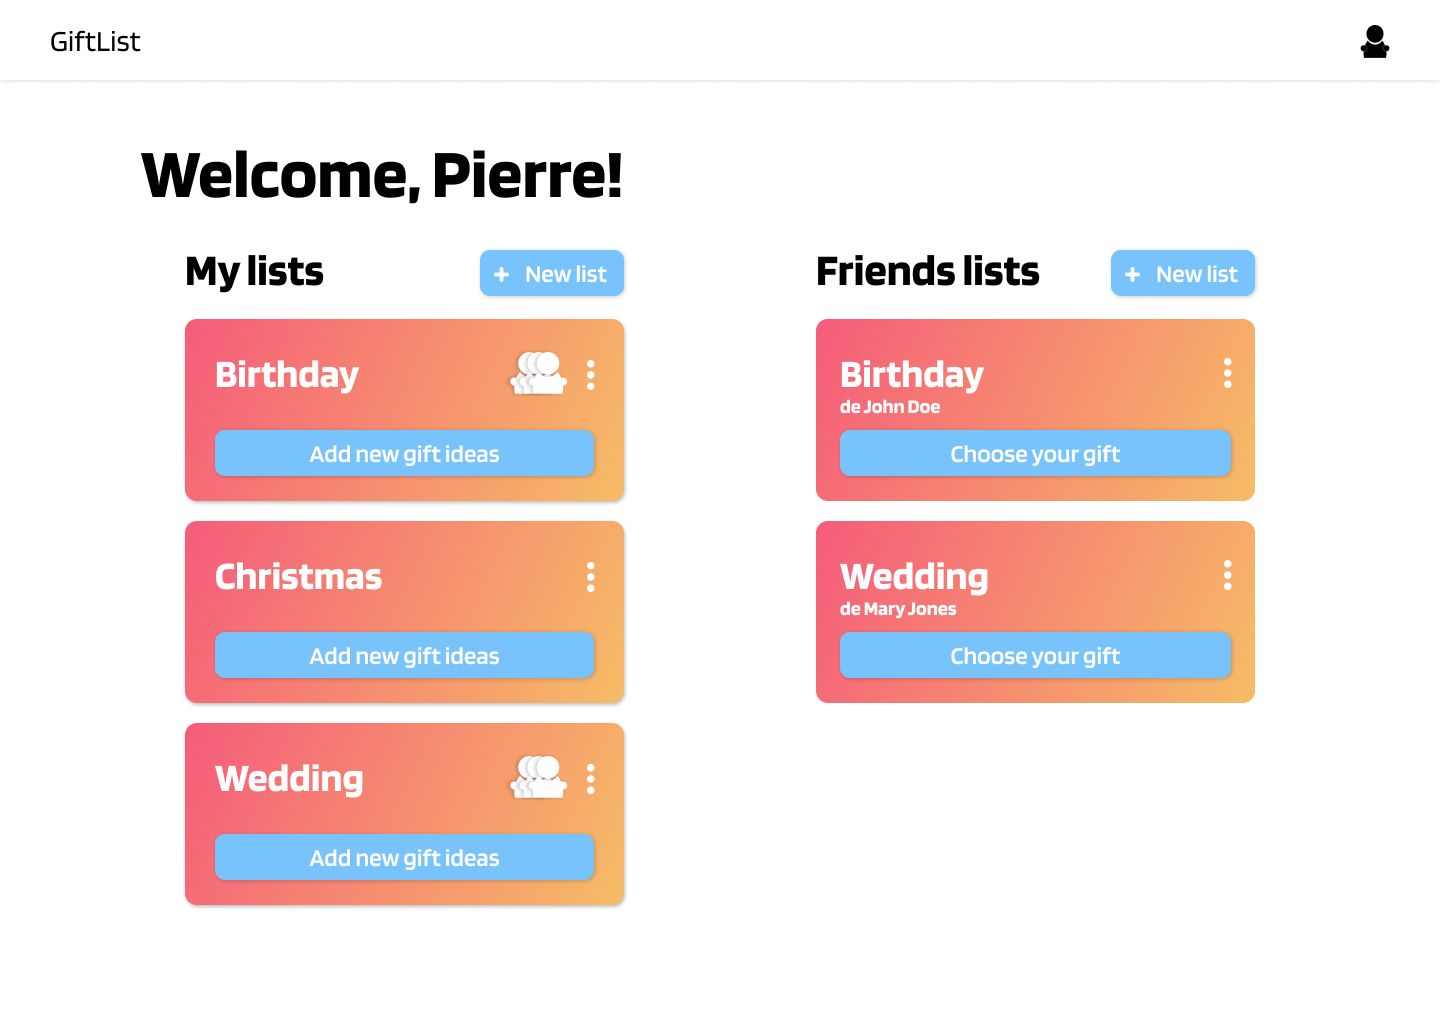 GiftList
Welcome, Pierre!
My lists
+ New list
Birthday
Add new gift ideas
Christmas
Add new gift ideas
Wedding
Add new gift ideas
Friends lists
+ New list
Birthday
de John Doe
Choose your gift
Wedding
de Mary Jones
Choose your gift